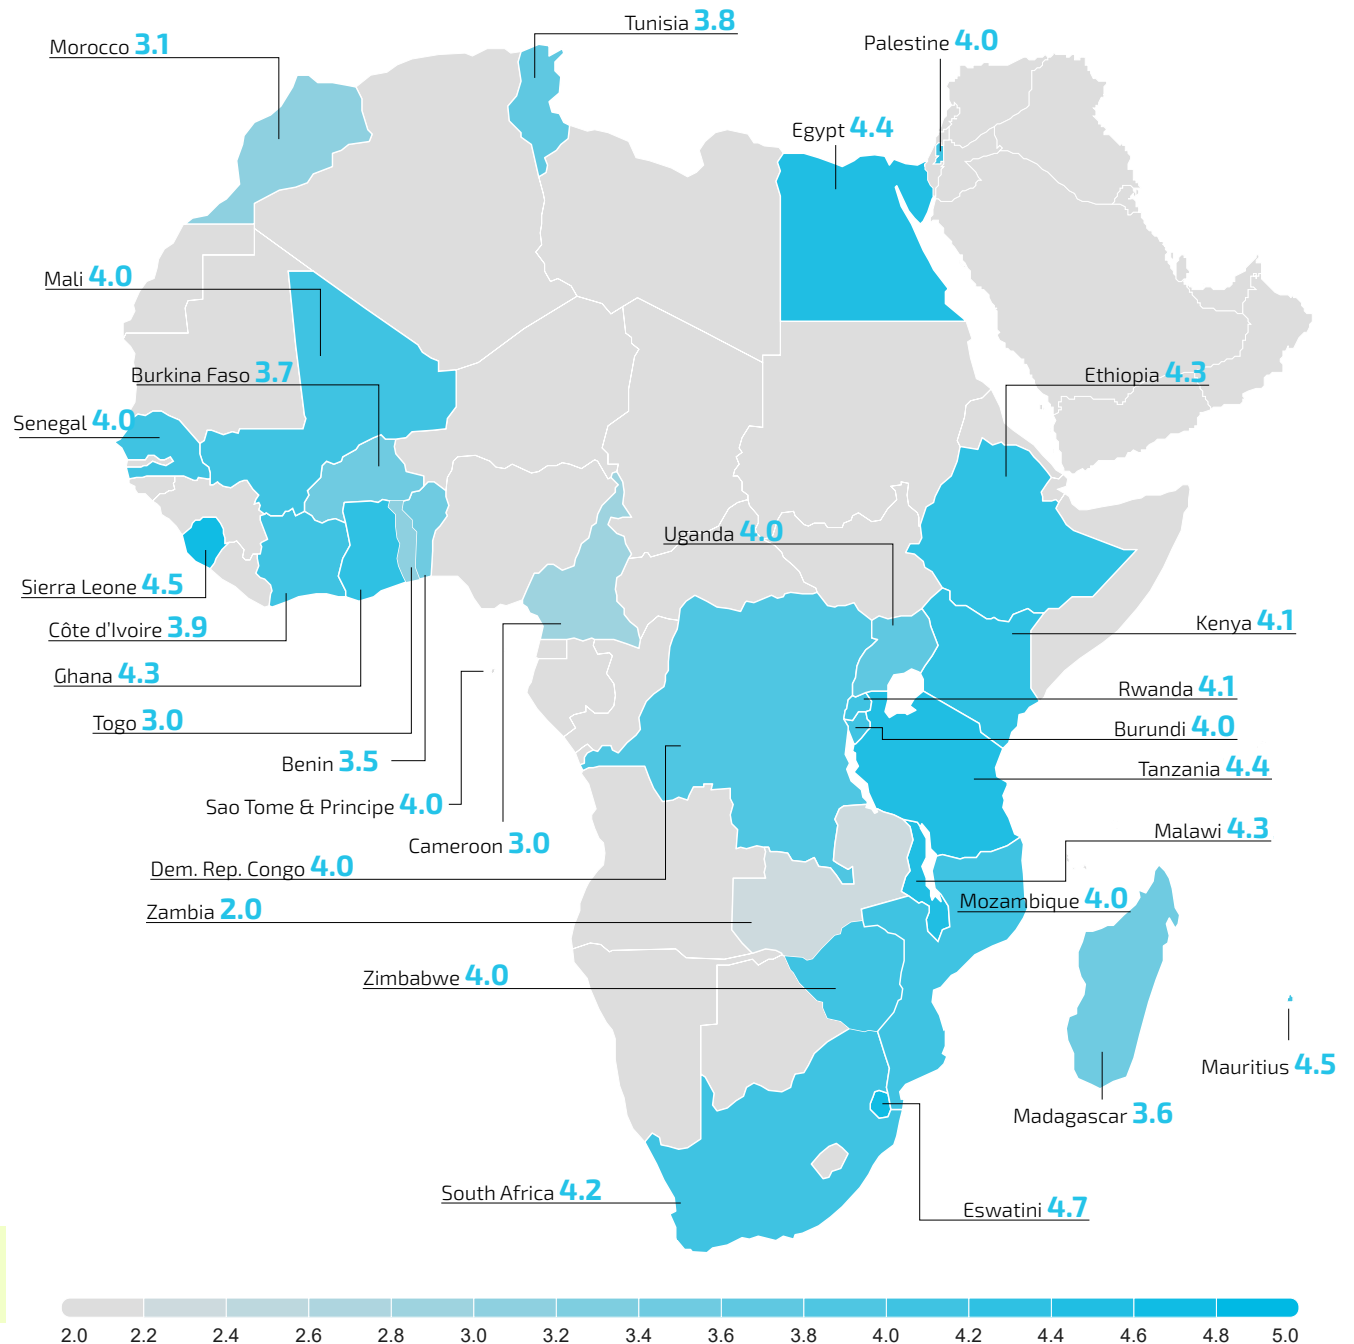 Tunisia 3.8
Morocco 3.1
Palestine 4.0
Egypt 4.4
Mali 4.0
Burkina Faso 3.7
Ethiopia 4.3
Senegal 4.0
Uganda 4.0
Sierra Leone 4.5
Côte d'Ivoire 3.9
Kenya 4.1
Ghana 4.3
Rwanda 4.1
Togo 3.0
Burundi 4.0
Benin 3.5
Tanzania 4.4
Sao Tome & Principe 4.0
Malawi 4.3
Cameroon 3.0
Dem. Rep. Congo 4.0
Mozambique 4.0
Zambia 2.0
Zimbabwe 4.0
Mauritius 4.5
Madagascar 3.6
South Africa 4.2
Eswatini 4.7
2.0 2.2 2.4 2.6 2.8 3.0 3.2 3.4 3.6 3.8 4.0 4.2 4.4 4.6 4.8 5.0